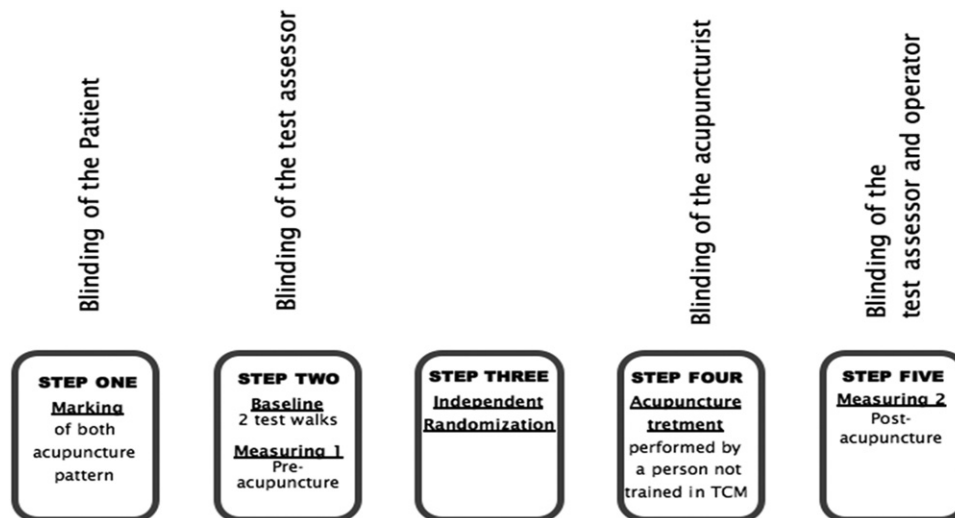 Blinding of the Patient
Blinding of the test assessor
Blinding of the acupuncturist
Blinding of the
test assessor and operator
STEP ONE
Marking
of both
acupuncture
pattern
STEP TWO
Baseline
2 test walks
Measuring 1
Pre-
acupuncture
STEP THREE
Independent
Randomization
STEP FOUR
Acupuncture
tretment
performed by
a person not
trained in TCM
STEP FIVE
Measuring 2
Post-
acupuncture